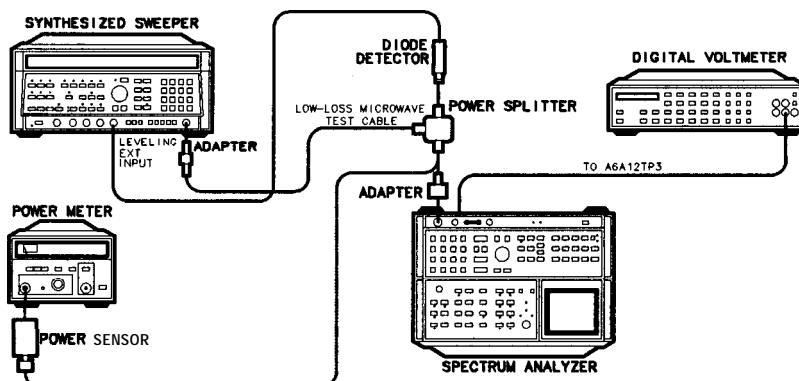 SYNTHESIZED SWEEPER
DIODE
DETECTOR
DIGITAL VOLTMETER
LOW-LOSS MICROWAVE
TEST CABLE
POWER SPLITTER
LEVELING
EXT
INPUT
ADAPTER
TO A6A12TP3
ADAPTER
POWER METER
POWER SENSOR
SPECTRUM ANALYZER